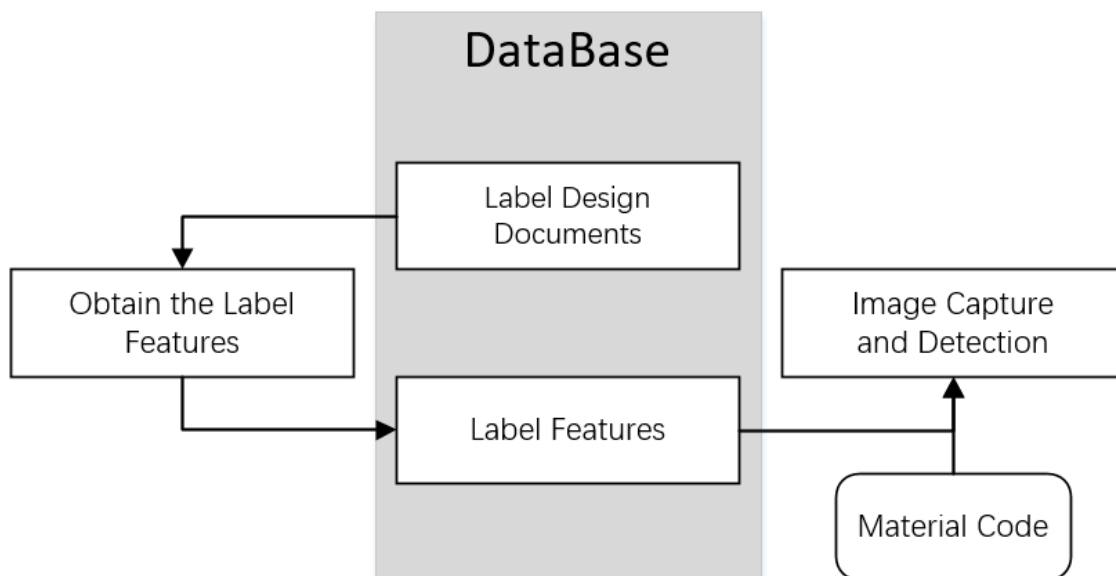 DataBase
Label Design
Documents
Obtain the Label
Features
Image Capture
and Detection
Label Features
Material Code